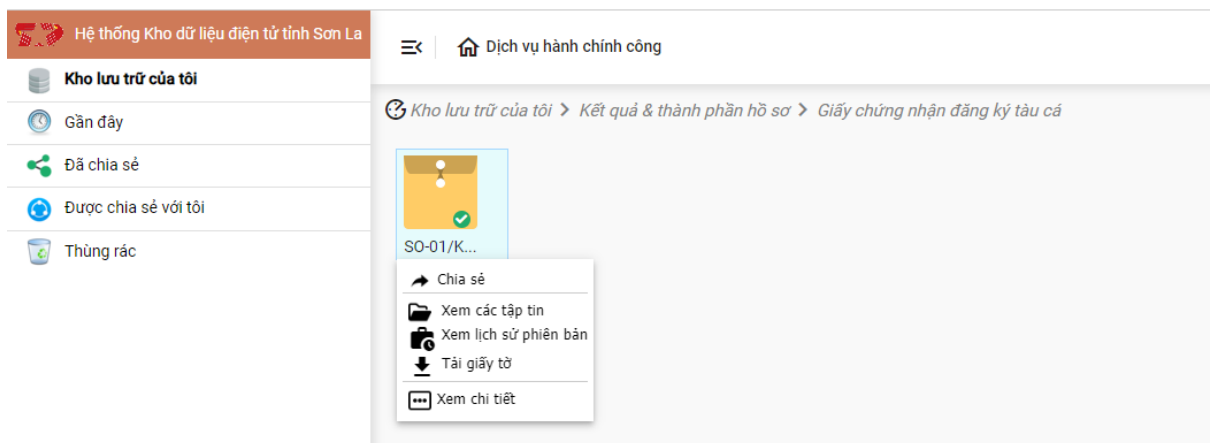 Hệ thống Kho dữ liệu điện tử tỉnh Sơn La
Kho lưu trữ của tôi
Gần đây
Đã chia sẻ
Được chia sẻ với tôi
Thùng rác
Dịch vụ hành chính công
Kho lưu trữ của tôi > Kết quả & thành phần hồ sơ > Giấy chứng nhận đăng ký tàu cá
SO-01/K...
Chia sẻ
Xem các tập tin
Xem lịch sử phiên bản
Tải giấy tờ
Xem chi tiết